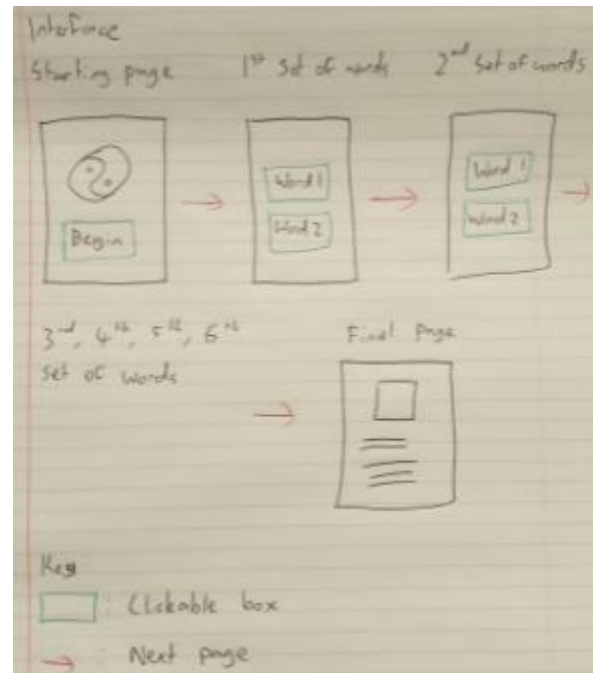 Interface
Starting page
1st set of words
2nd set of words
Begin
Word 1
Word 2
Word 1
Word 2
3rd, 4th, 5th, 6th
set of words
Final page
Key
: Clickable box
: Next page